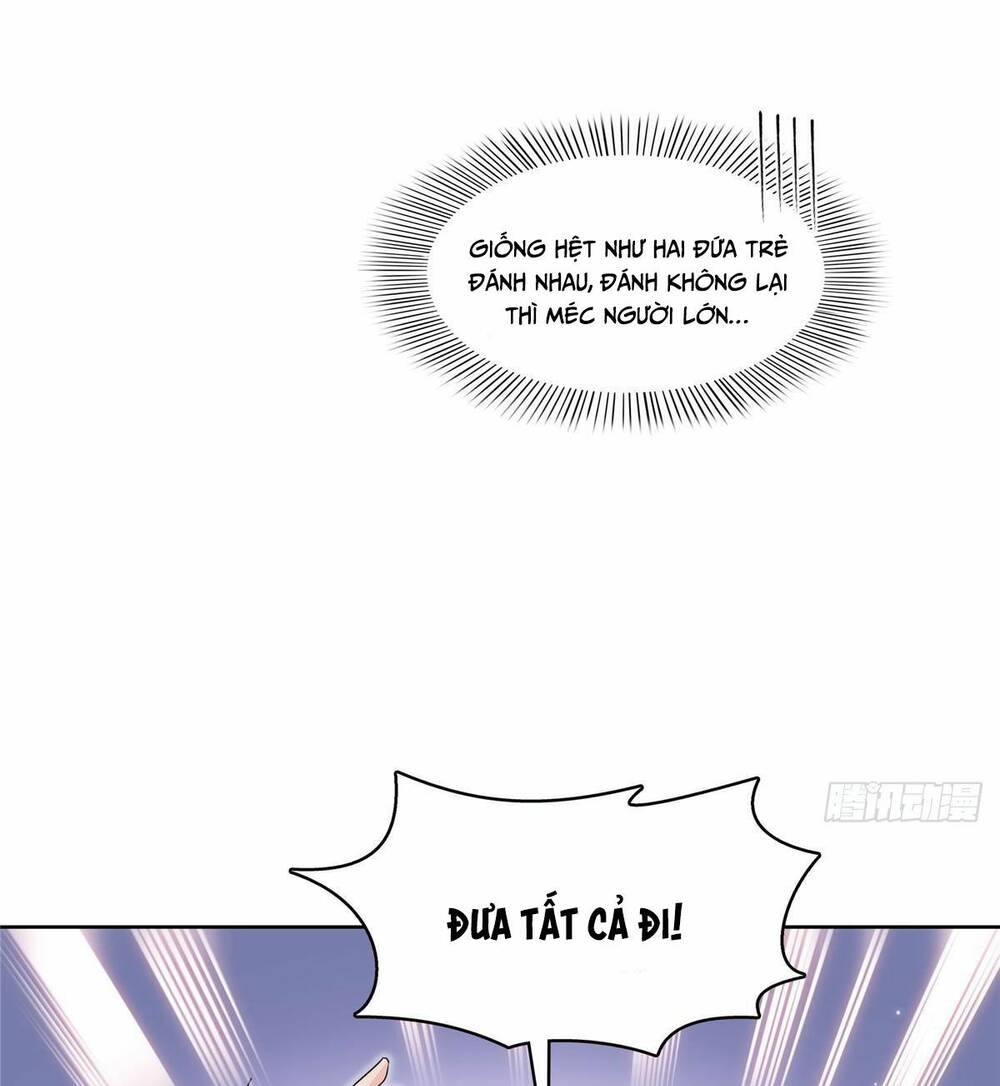 GIỐNG HỆT NHƯ HAI ĐỨA TRẺ
ĐÁNH NHAU, ĐÁNH KHÔNG LẠI
THÌ MÉC NGƯỜI LỚN...
腾讯动漫
ĐƯA TẤT CẢ ĐI!